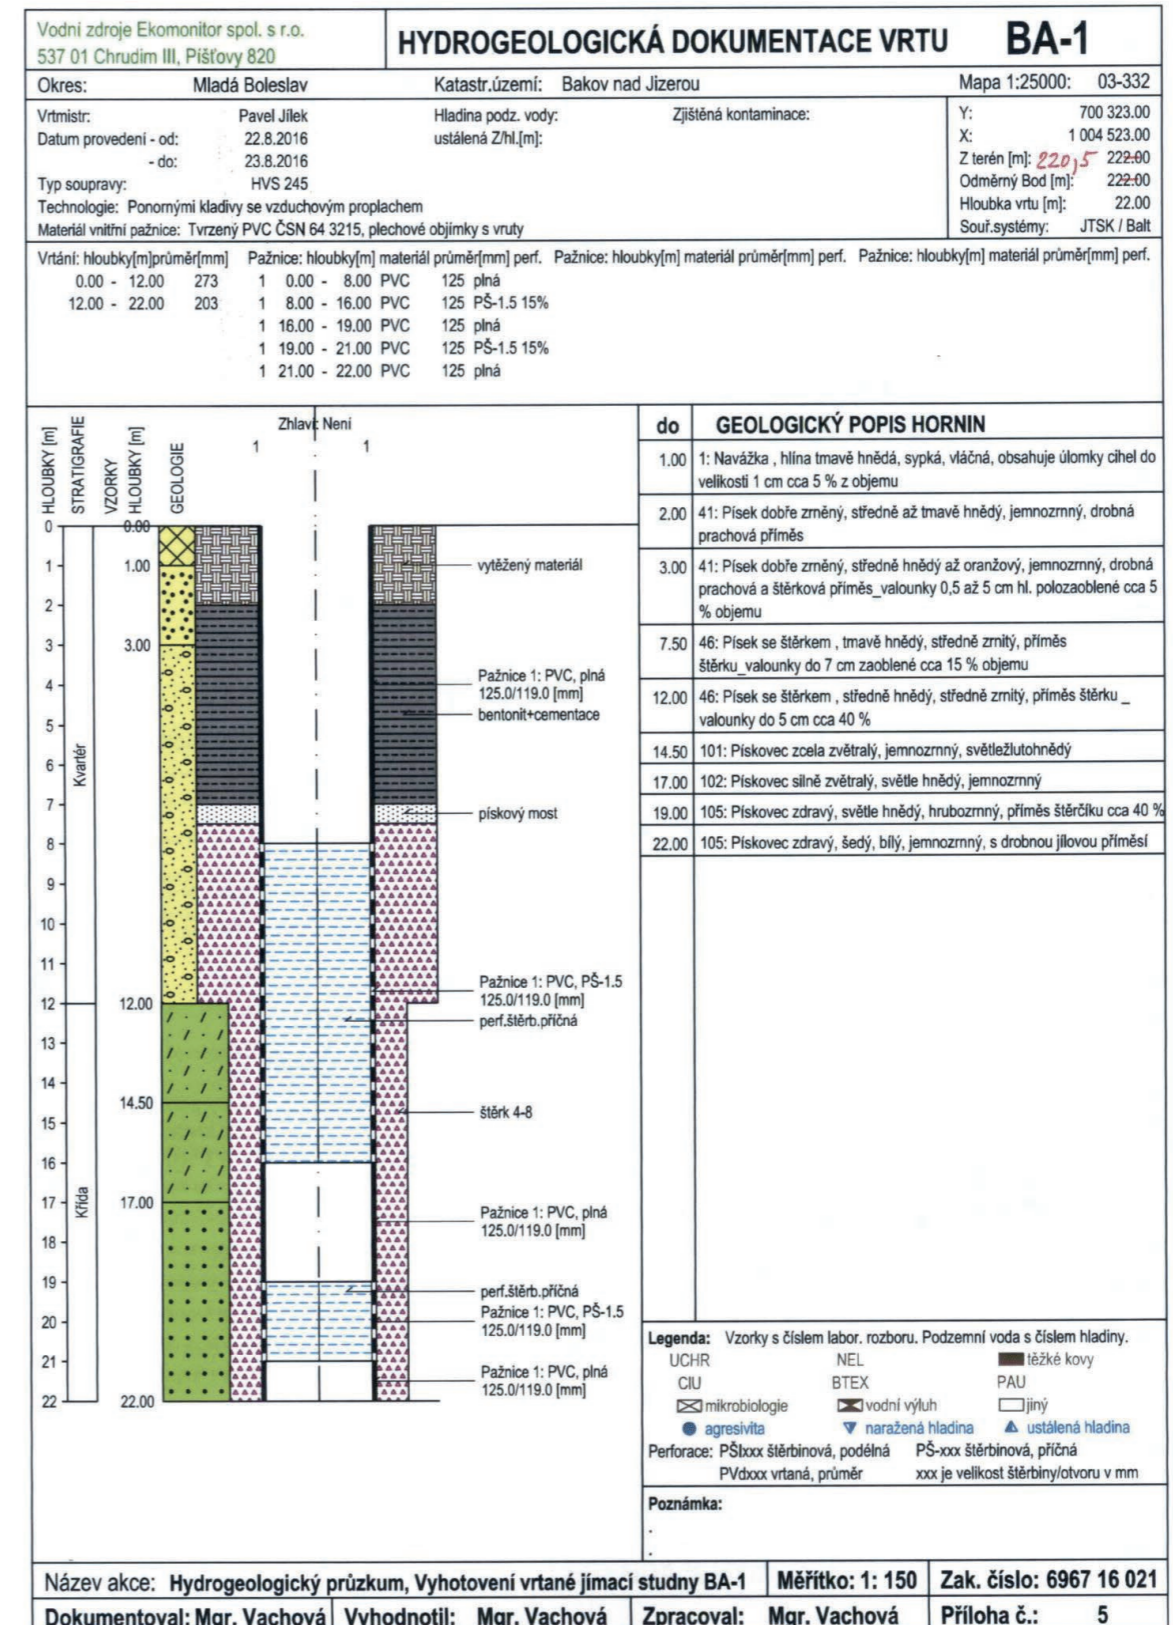 Vodní zdroje Ekomonitor spol. s r.o.
537 01 Chrudim III, Píšťovy 820
HYDROGEOLOGICKÁ DOKUMENTACE VRTU BA-1
Okres: Mladá Boleslav Katastr.území: Bakov nad Jizerou Mapa 1:25000: 03-332
Vrtmistr: Pavel Jílek Hladina podz. vody: Zjištěná kontaminace:
Datum provedení - od: 22.8.2016 ustálená Z/hl.[m]:
- do: 23.8.2016
Typ soupravy: HVS 245
Technologie: Ponornými kladivy se vzduchovým proplachem
Materiál vnitřní pažnice: Tvrzený PVC ČSN 64 3215, plechové objímky s vruty
Y: 700 323.00
X: 1 004 523.00
Z terén [m]: 220,5 222.00
Odměrný Bod [m]: 222.00
Hloubka vrtu [m]: 22.00
Souř.systémy: JTSK / Balt
Vrtání: hloubky[m]průměr[mm] Pažnice: hloubky[m] materiál průměr[mm] perf. Pažnice: hloubky[m] materiál průměr[mm] perf. Pažnice: hloubky[m] materiál průměr[mm] perf.
0.00 - 12.00 273 1 0.00 - 8.00 PVC 125 plná
12.00 - 22.00 203 1 8.00 - 16.00 PVC 125 PŠ-1.5 15%
1 16.00 - 19.00 PVC 125 plná
1 19.00 - 21.00 PVC 125 PŠ-1.5 15%
1 21.00 - 22.00 PVC 125 plná
HLOUBKY [m]
STRATIGRAFIE
VZORKY
HLOUBKY [m]
GEOLOGIE
Zhlaví: Není
1 1
0
1
2
3
4
5
6
7
8
9
10
11
12
13
14
15
16
17
18
19
20
21
22
Kvartér
Křída
0.00
1.00
3.00
12.00
14.50
17.00
22.00
vytěžený materiál
Pažnice 1: PVC, plná
125.0/119.0 [mm]
bentonit+cementace
pískový most
Pažnice 1: PVC, PŠ-1.5
125.0/119.0 [mm]
perf.štěrb.příčná
štěrk 4-8
Pažnice 1: PVC, plná
125.0/119.0 [mm]
perf.štěrb.příčná
Pažnice 1: PVC, PŠ-1.5
125.0/119.0 [mm]
Pažnice 1: PVC, plná
125.0/119.0 [mm]
do GEOLOGICKÝ POPIS HORNIN
1.00 1: Navážka , hlína tmavě hnědá, sypká, vláčná, obsahuje úlomky cihel do
velikosti 1 cm cca 5 % z objemu
2.00 41: Písek dobře zrněný, středně až tmavě hnědý, jemnozrnný, drobná
prachová příměs
3.00 41: Písek dobře zrněný, středně hnědý až oranžový, jemnozrnný, drobná
prachová a štěrková příměs_valounky 0,5 až 5 cm hl. polozaoblené cca 5
% objemu
7.50 46: Písek se štěrkem , tmavě hnědý, středně zrnitý, příměs
štěrku_valounky do 7 cm zaoblené cca 15 % objemu
12.00 46: Písek se štěrkem , středně hnědý, středně zrnitý, příměs štěrku _
valounky do 5 cm cca 40 %
14.50 101: Pískovec zcela zvětralý, jemnozrnný, světležlutohnědý
17.00 102: Pískovec silně zvětralý, světle hnědý, jemnozrnný
19.00 105: Pískovec zdravý, světle hnědý, hrubozrnný, příměs štěrčíku cca 40 %
22.00 105: Pískovec zdravý, šedý, bílý, jemnozrnný, s drobnou jílovou příměsí
Legenda: Vzorky s číslem labor. rozboru. Podzemní voda s číslem hladiny.
UCHR NEL těžké kovy
CIU BTEX PAU
mikrobiologie vodní výluh jiný
agresivita naražená hladina ustálená hladina
Perforace: PŠlxxx štěrbinová, podélná PŠ-xxx štěrbinová, příčná
PVdxxx vrtaná, průměr xxx je velikost štěrbiny/otvoru v mm
Poznámka:
.
.
Název akce: Hydrogeologický průzkum, Vyhotovení vrtané jímací studny BA-1 Měřítko: 1: 150 Zak. číslo: 6967 16 021
Dokumentoval: Mgr. Vachová Vyhodnotil: Mgr. Vachová Zpracoval: Mgr. Vachová Příloha č.: 5